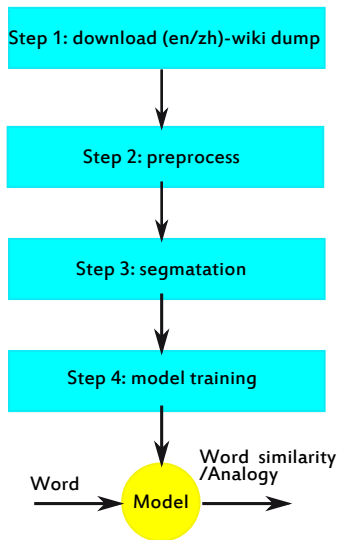 Step 1: download (en/zh)-wiki dump
Step 2: preprocess
Step 3: segmatation
Step 4: model training
Word similarity
/Analogy
Word
Model